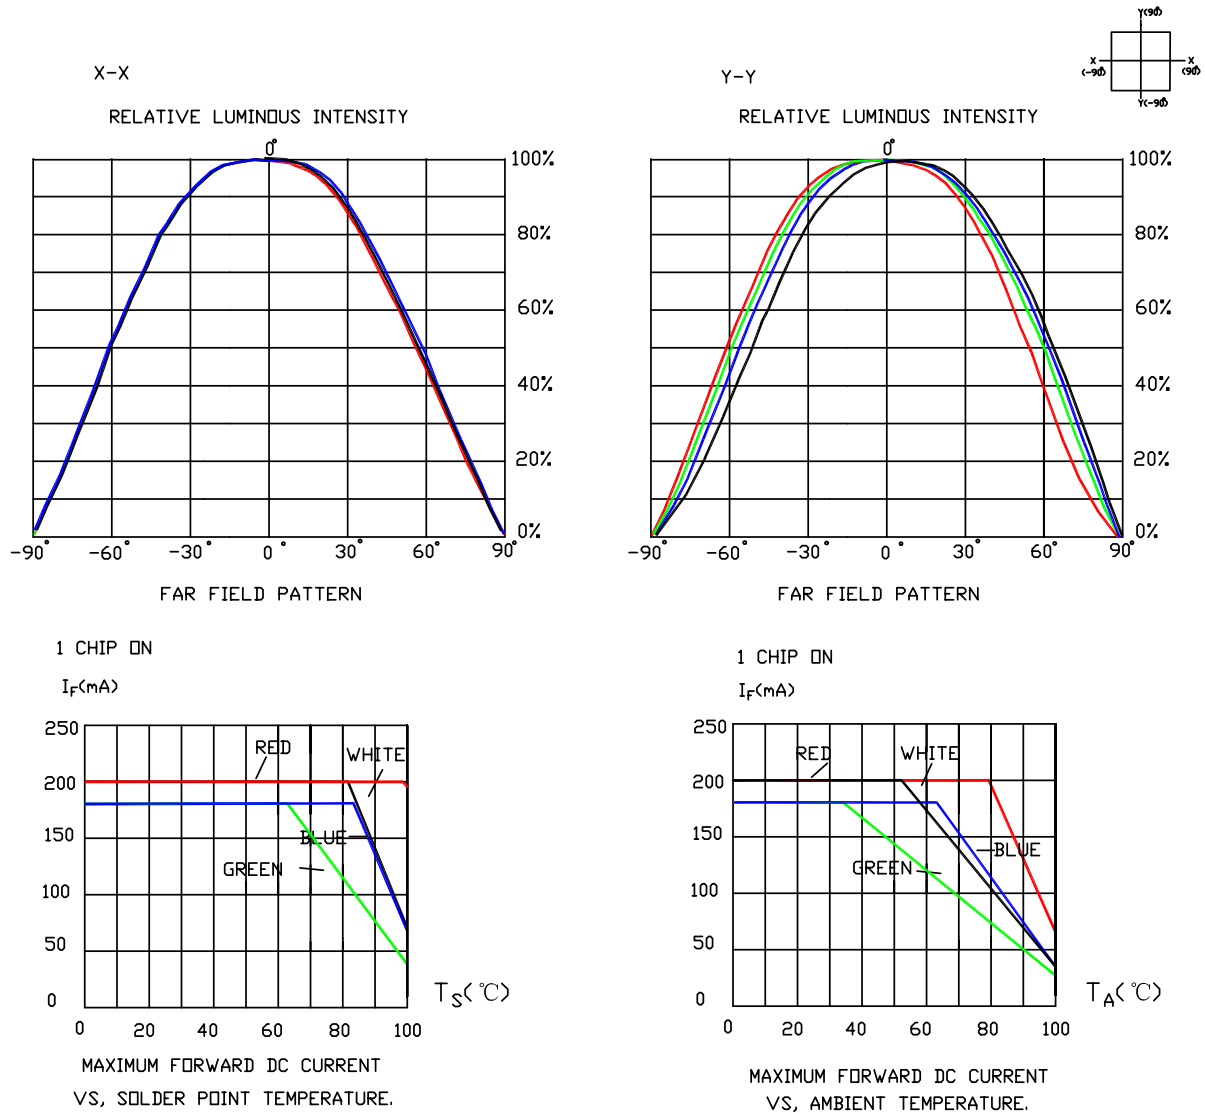 Y(90°)
X X
(-90°) (90°)
Y(-90°)
X-X
RELATIVE LUMINOUS INTENSITY
0°
100%
80%
60%
40%
20%
0%
-90° -60° -30° 0° 30° 60° 90°
FAR FIELD PATTERN
Y-Y
RELATIVE LUMINOUS INTENSITY
0°
100%
80%
60%
40%
20%
0%
-90° -60° -30° 0° 30° 60° 90°
FAR FIELD PATTERN
1 CHIP ON
IF(mA)
250
200
150
100
50
0
RED
WHITE
BLUE
GREEN
0 20 40 60 80 100
TS(℃)
MAXIMUM FORWARD DC CURRENT
VS, SOLDER POINT TEMPERATURE.
1 CHIP ON
IF(mA)
250
200
150
100
50
0
RED WHITE
BLUE
GREEN
0 20 40 60 80 100
TA(℃)
MAXIMUM FORWARD DC CURRENT
VS, AMBIENT TEMPERATURE.